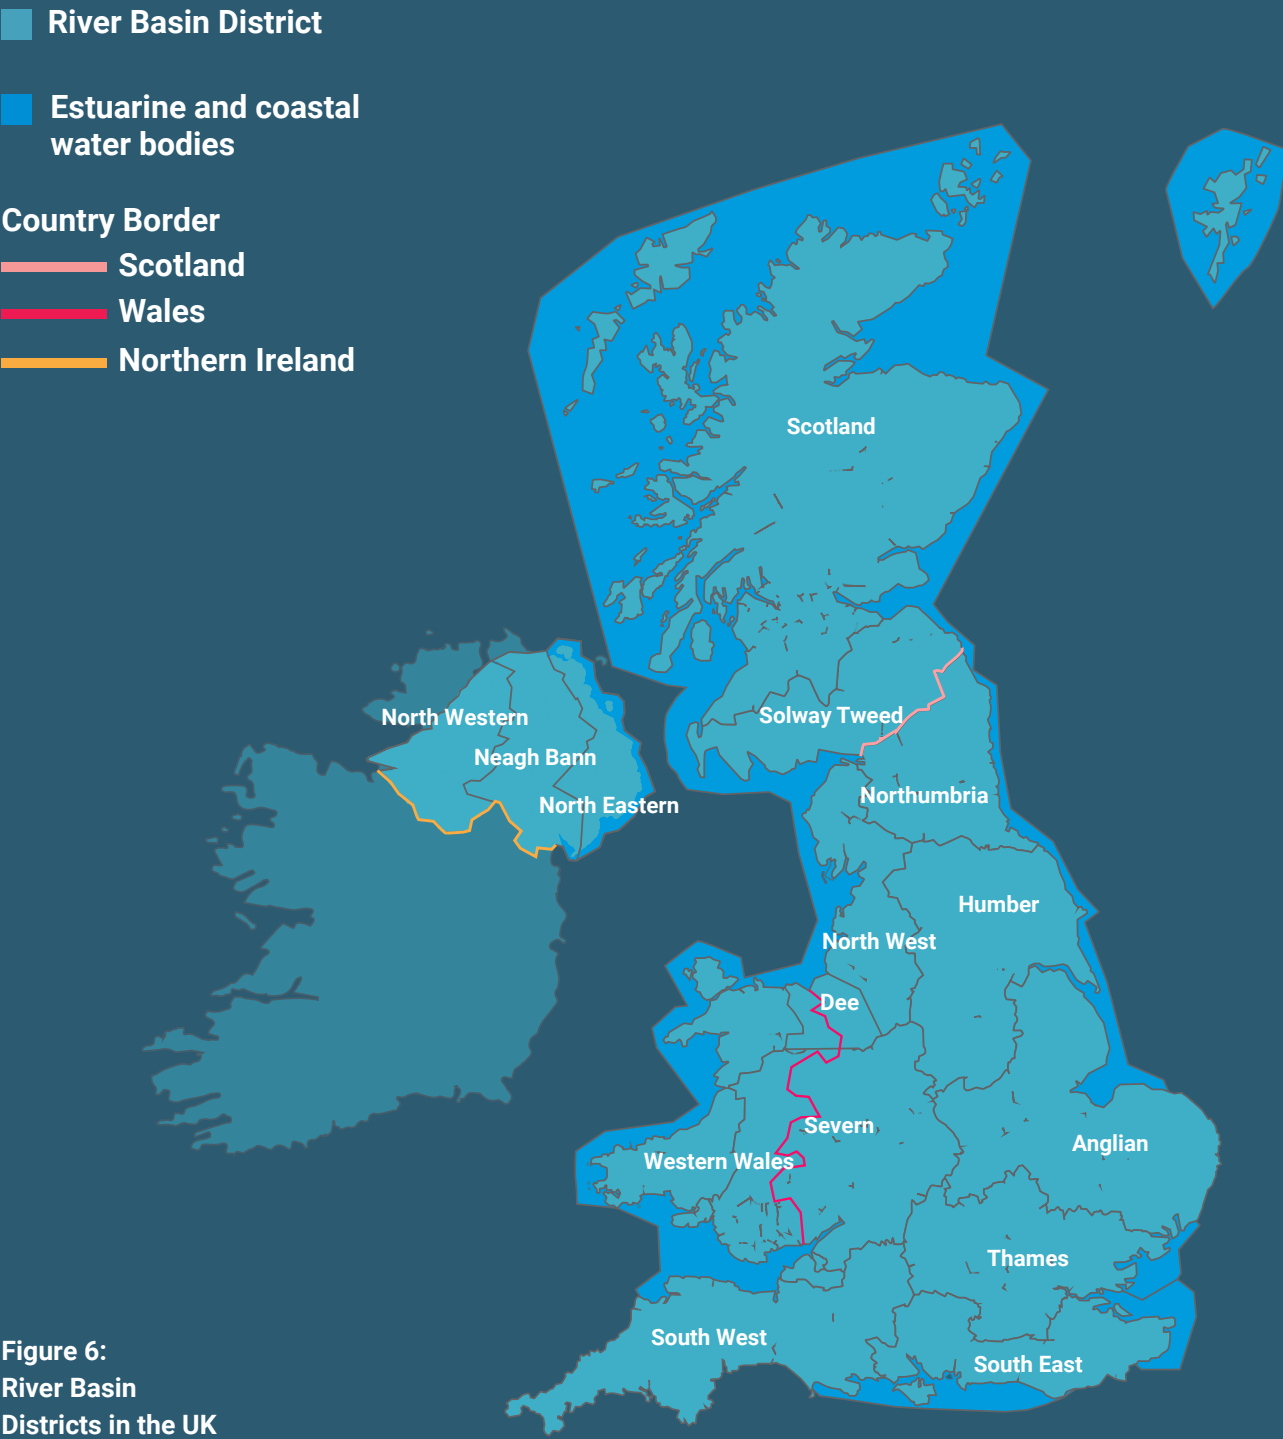 River Basin District
Estuarine and coastal
water bodies
Country Border
Scotland
Wales
Northern Ireland
Scotland
Solway Tweed
North Western
Neagh Bann
North Eastern
Northumbria
Humber
North West
Dee
Severn
Anglian
Western Wales
Thames
South West
South East
Figure 6:
River Basin
Districts in the UK